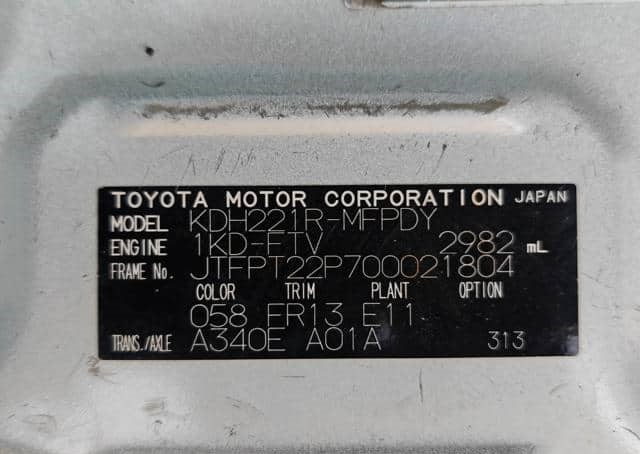 TOYOTA MOTOR CORPORATION JAPAN
MODEL KDH221R-MFPDY
ENGINE 1KD-FTV 2982 mL
FRAME No. JTFPT22P700021804
COLOR TRIM PLANT OPTION
058 FR13 E11
TRANS./AXLE A340E A01A 313